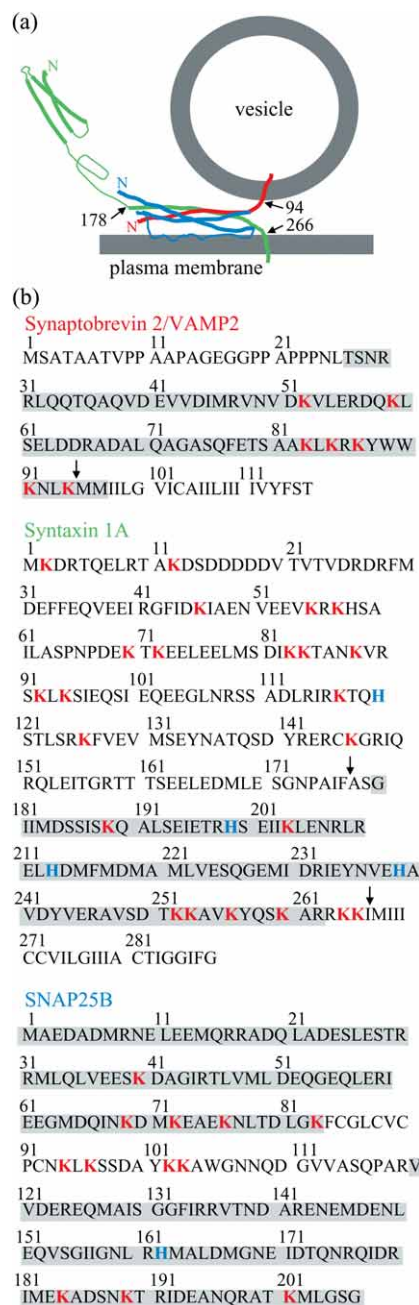 (a)
N
vesicle
N
178
N
94
266
plasma membrane
(b)
Synaptobrevin 2/VAMP2
1 11 21
MSATAATVPP AAPAGEGGPP APPPNLTSNR
31 41 51
RLQQTQAQVD EVVDIMRVNV DKVLERDQKL
61 71 81
SELDDRADAL QAGASQFETS AAKLKRKYWW
91 101 111
KNLKMMIILG VICAIILIII IVYFST
Syntaxin 1A
1 11 21
MKDRTQELRT AKDSDDDDDV TVTVDRDRFM
31 41 51
DEFFEQVEEI RGFIDKIAEN VEEVKRKHSA
61 71 81
ILASPNPDEK TKEELEELMS DIKKTANKVR
91 101 111
SKLKSIEQSI EQEEGLNRSS ADLRIRKTQH
121 131 141
STLSRKFVEV MSEYNATQSD YRERCKGRIQ
151 161 171
RQLEITGRTT TSEELEDMLE SGNPAIFASG
181 191 201
IIMDSSISKQ ALSEIETRHS EIIKLENRLR
211 221 231
ELHDMFMDMA MLVESQGEMI DRIEYNVEHA
241 251 261
VDYVERAVSD TKKAVKYQSK ARRKKIMIII
271 281
CCVILGIIIA CTIGGIFG
SNAP25B
1 11 21
MAEDADMRNE LEEMQRRADQ LADESLESTR
31 41 51
RMLQLVEESK DAGIRTLVML DEQGEQLERI
61 71 81
EEGMDQINKD MKEAEKNLTD LGKFCGLCVC
91 101 111
PCNKLKSSDA YKKAWGNNQD GVVASQPARV
121 131 141
VDEREQMAIS GGFIRRVTND ARENEMDENL
151 161 171
EQVSGIIGNL RHMALDMGNE IDTQNRQIDR
181 191 201
IMEKADSNKT RIDEANQRAT KMLGSG